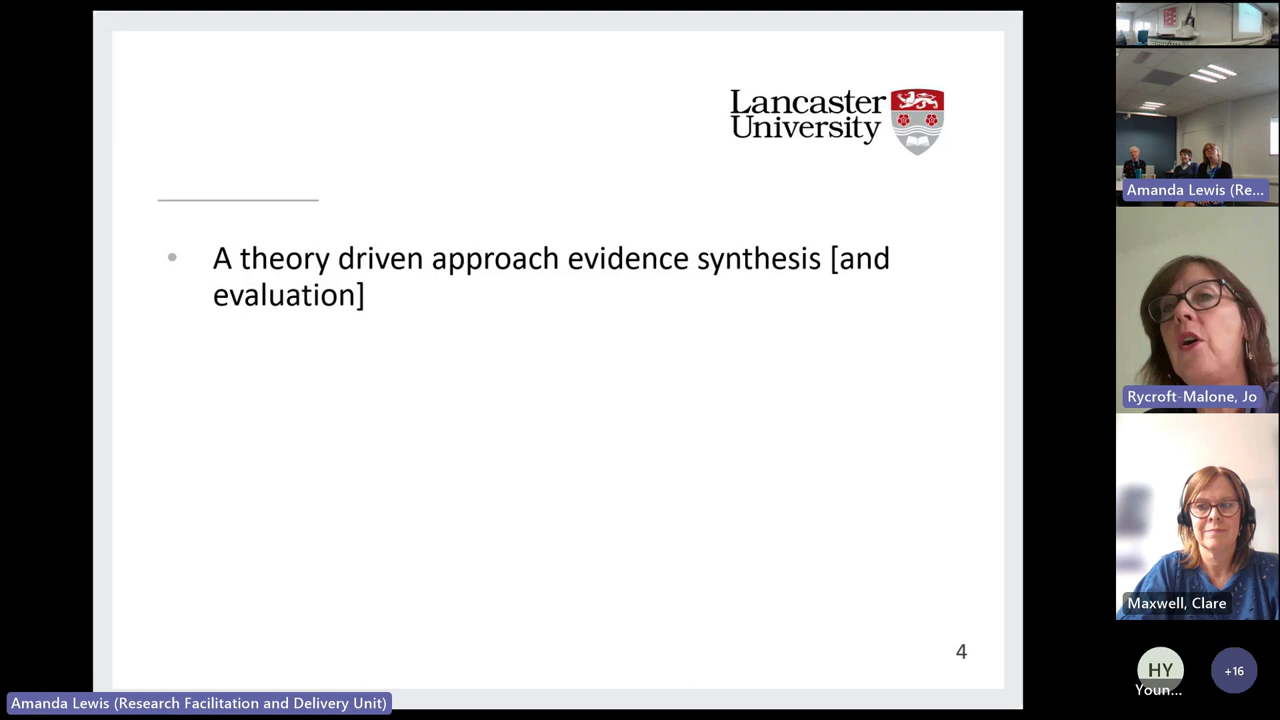 Lancaster
University
• A theory driven approach evidence synthesis [and
evaluation]
4
Amanda Lewis (Research Facilitation and Delivery Unit)
Amanda Lewis (Re...
Rycroft-Malone, Jo
Maxwell, Clare
HY
Youn...
+16